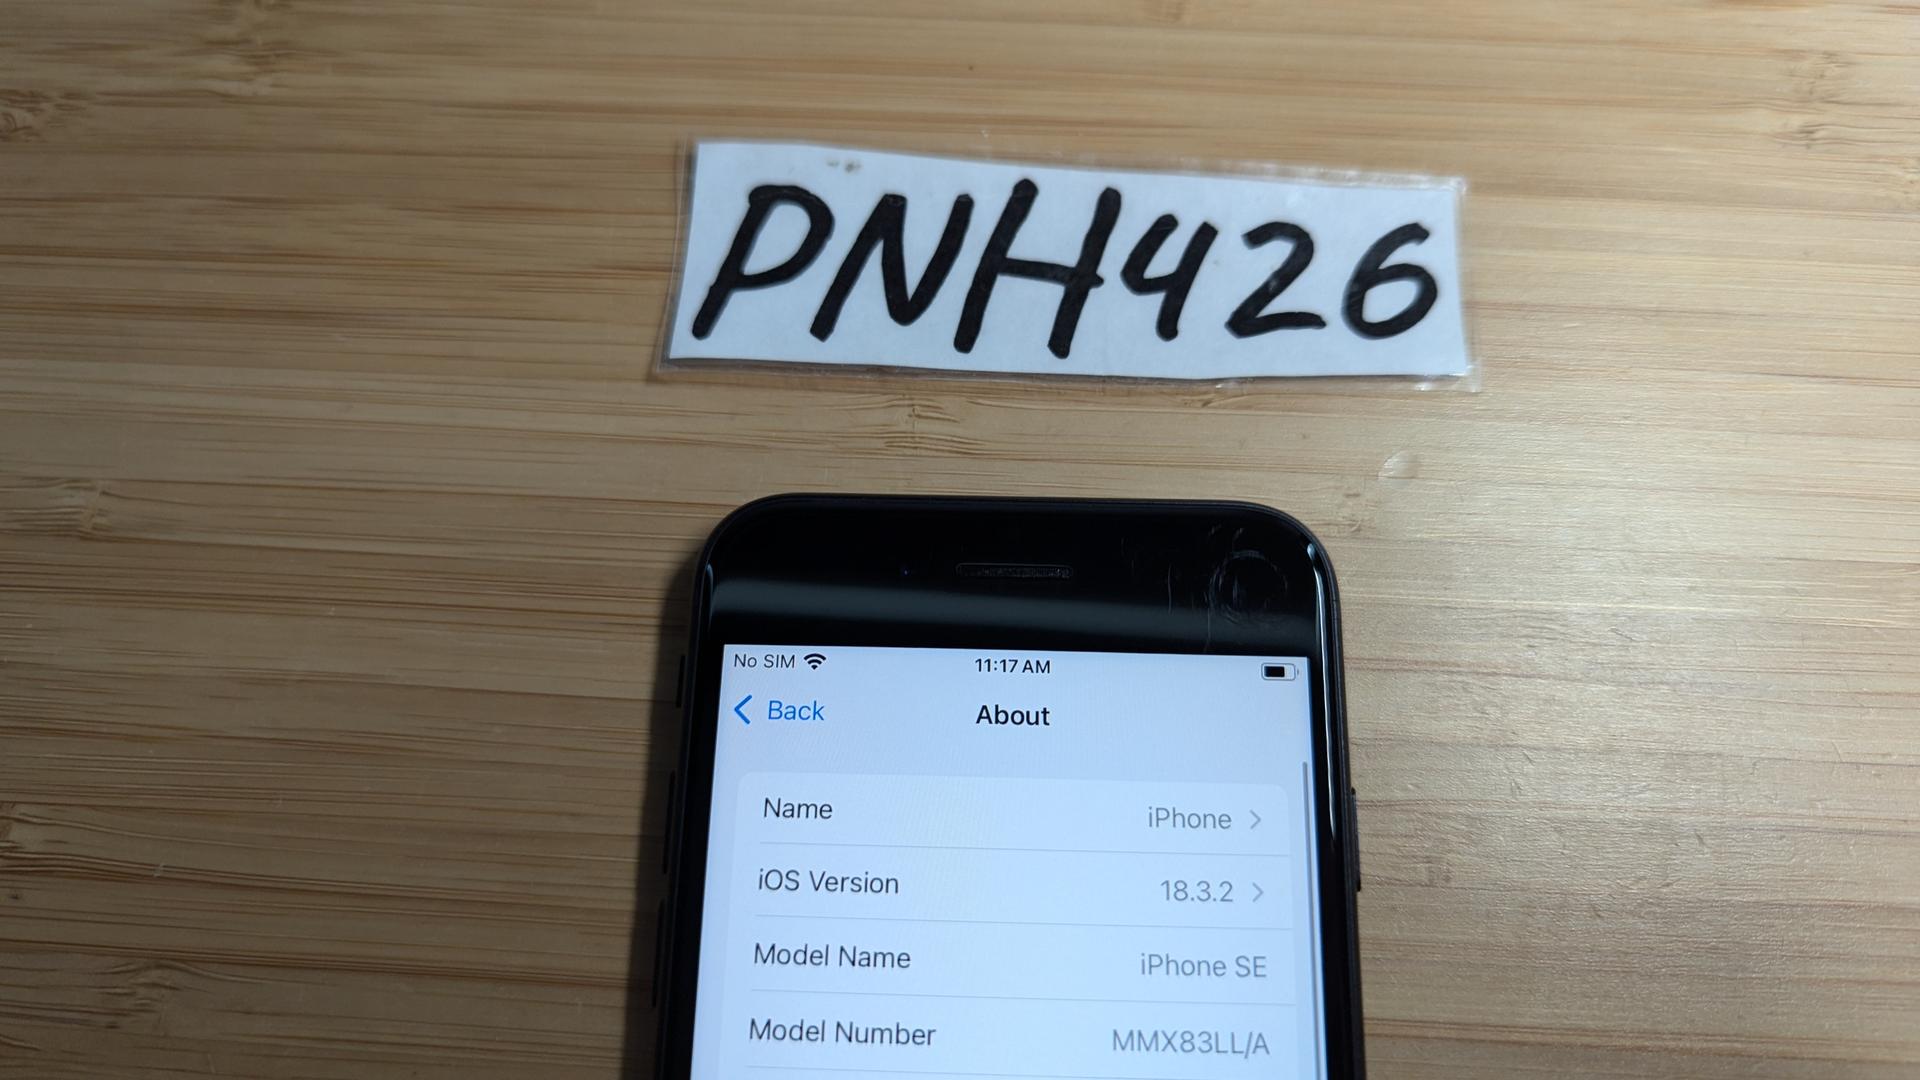 PNH426
No SIM 11:17 AM
Back About
Name iPhone
iOS Version 18.3.2
Model Name iPhone SE
Model Number MMX83LL/A